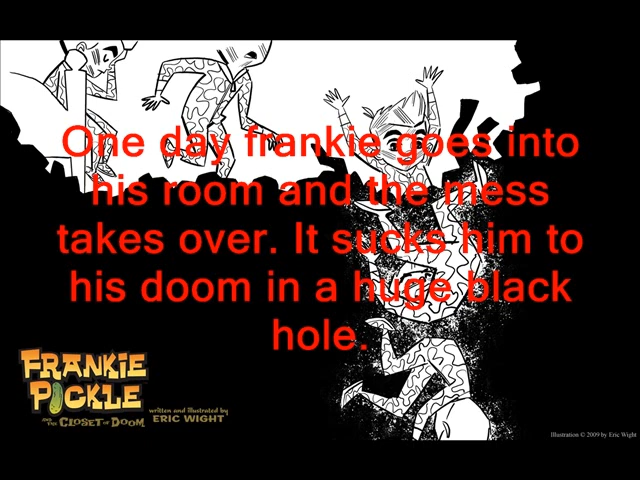 One day frankie goes into
his room and the mess
takes over. It sucks him to
his doom in a huge black
hole.
FRANKIE
PICKLE
AND THE CLOSET OF DOOM
written and illustrated by
ERIC WIGHT
Illustration © 2009 by Eric Wight